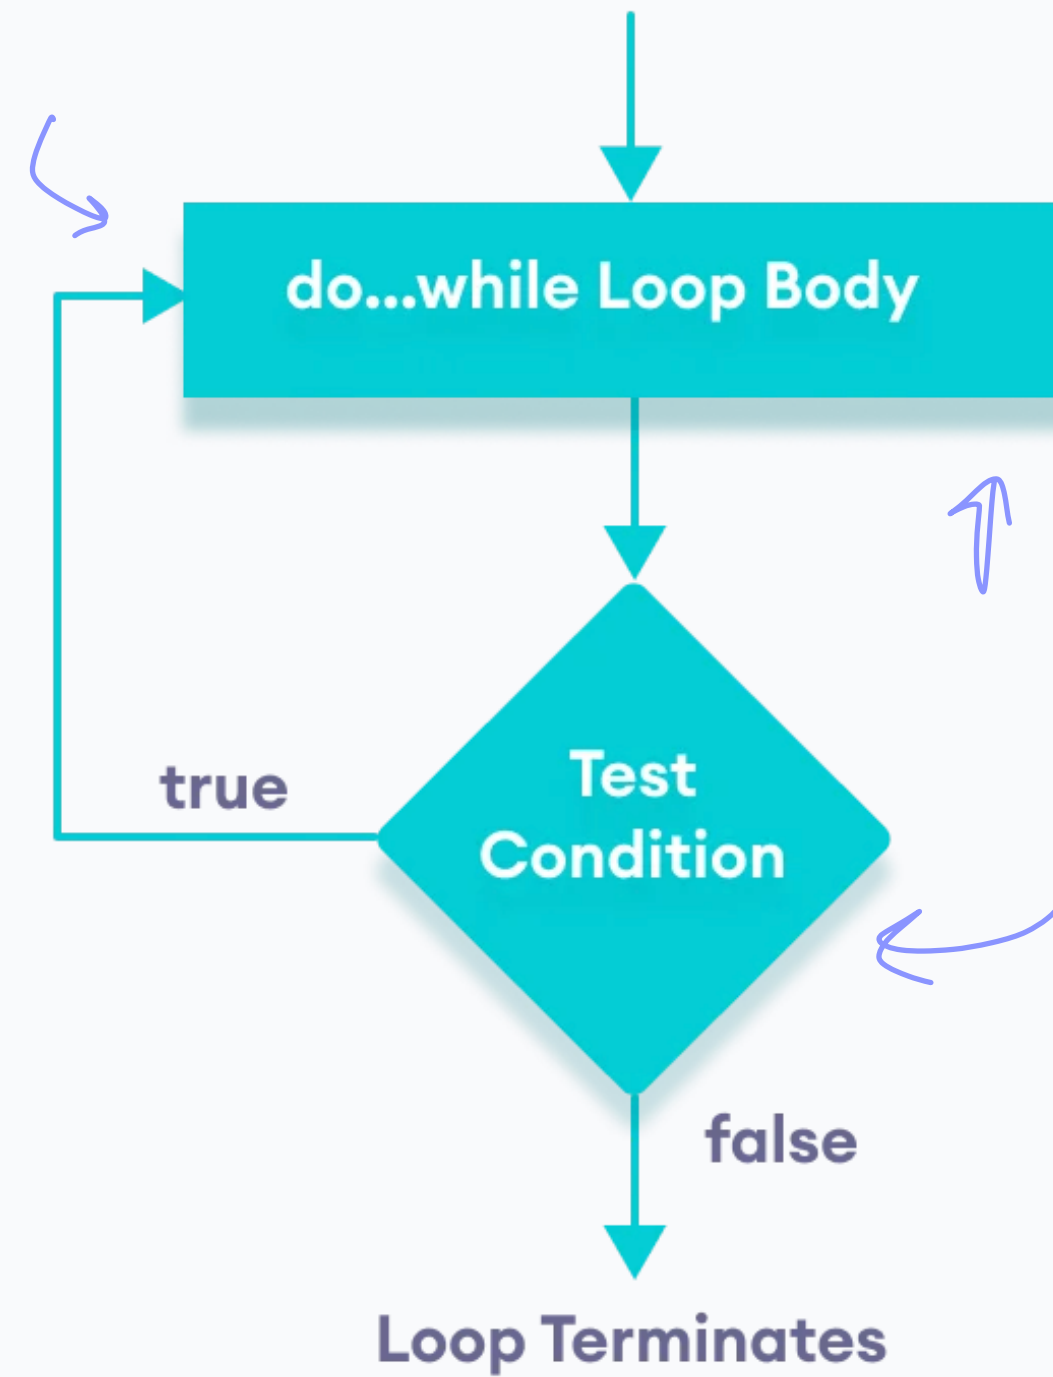 do...while Loop Body
Test
Condition
true
false
Loop Terminates